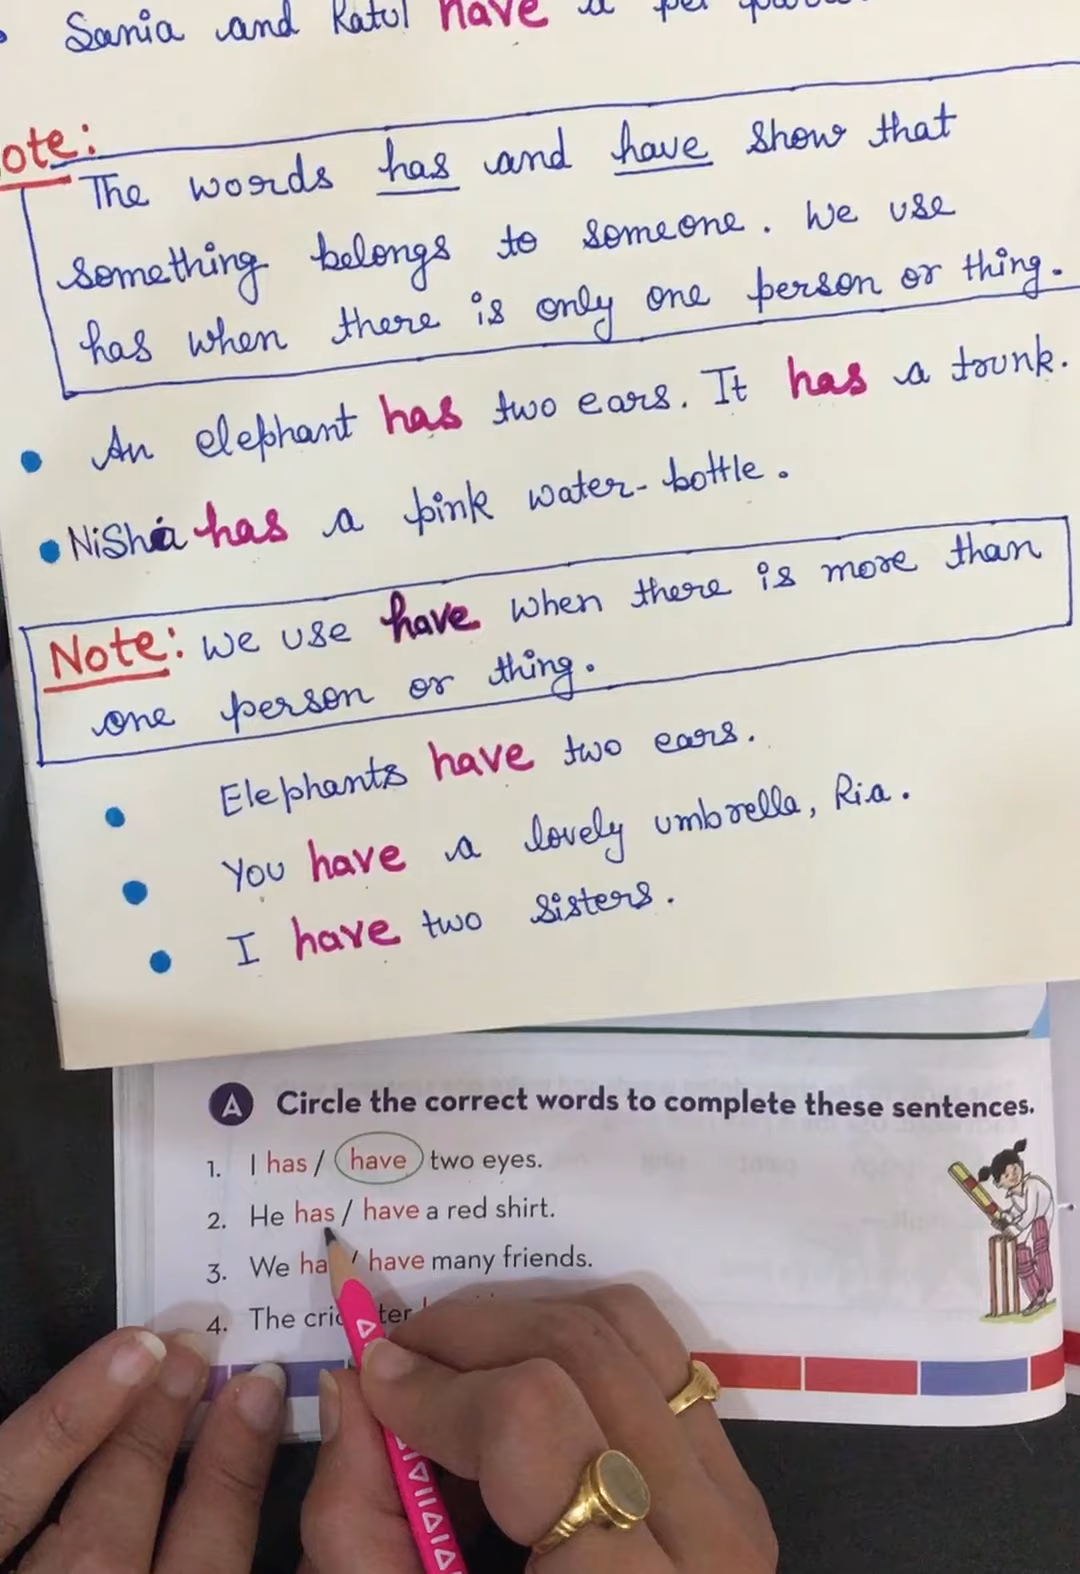 Sania and Ratul have a
ote:
The words has and have show that
something belongs to someone. We use
has when there is only one person or thing.
An elephant has two ears. It has a trunk.
NiSha has a pink water-bottle.
Note: We use have when there is more than
one person or thing.
Elephants have two ears.
You have a lovely umbrella, Ria.
I have two sisters.
A Circle the correct words to complete these sentences.
1. I has / have two eyes.
2. He has / have a red shirt.
3. We ha / have many friends.
4. The cric ter